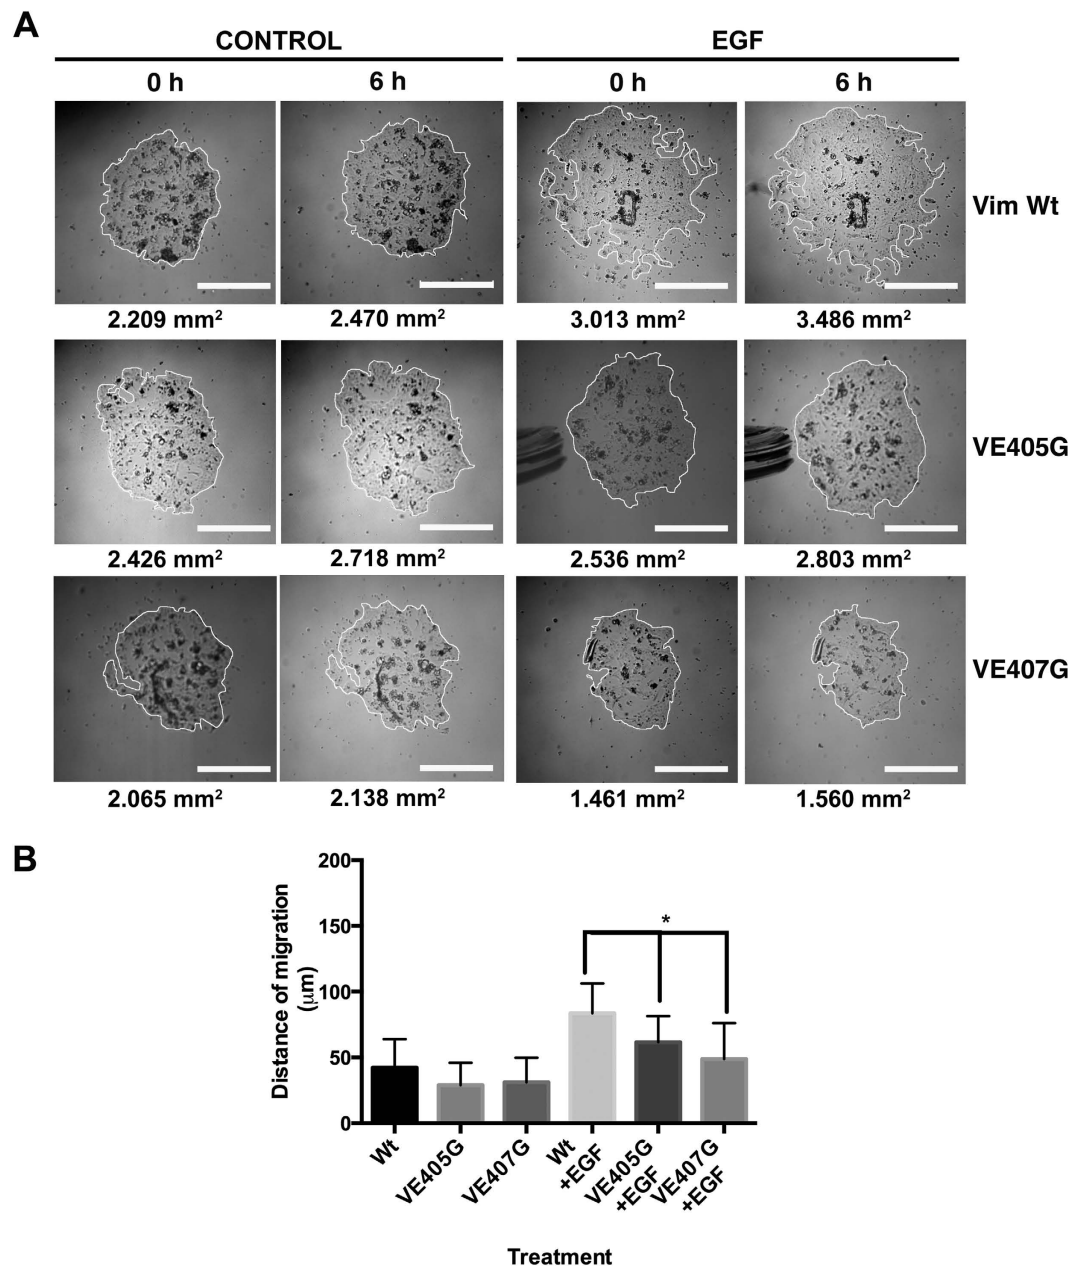 A
CONTROL EGF
0 h 6 h 0 h 6 h
Vim Wt
2.209 mm² 2.470 mm² 3.013 mm² 3.486 mm²
VE405G
2.426 mm² 2.718 mm² 2.536 mm² 2.803 mm²
VE407G
2.065 mm² 2.138 mm² 1.461 mm² 1.560 mm²
B
Distance of migration
(μm)
200
150
100
50
0
*
Wt
VE405G
VE407G
Wt
+EGF
VE405G
+EGF
VE407G
+EGF
Treatment